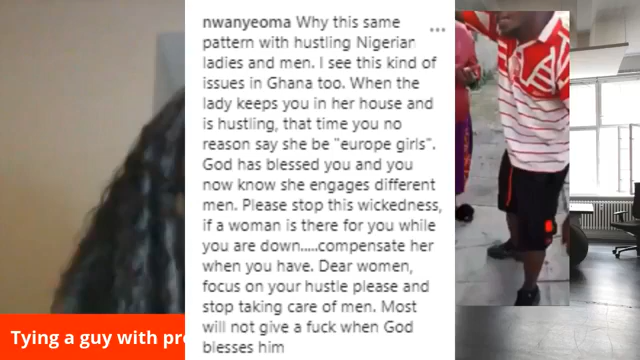 nwanyeoma Why this same
pattern with hustling Nigerian
ladies and men. I see this kind of
issues in Ghana too. When the
lady keeps you in her house and
is hustling, that time you no
reason say she be "europe girls".
God has blessed you and you
now know she engages different
men. Please stop this wickedness,
if a woman is there for you while
you are down.....compensate her
when you have. Dear women,
focus on your hustle please and
stop taking care of men. Most
will not give a fuck when God
blesses him
Tying a guy with